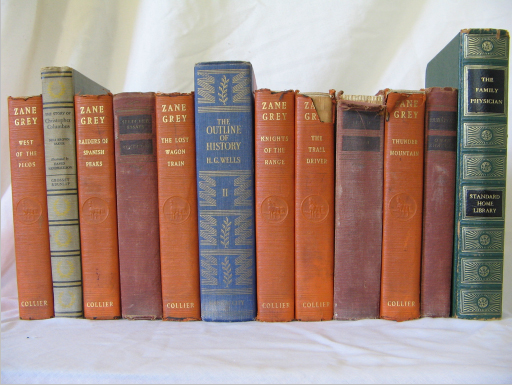 ZANE
GREY
WEST
OF THE
PECOS
COLLIER
THE STORY OF
Christopher
Columbus
ZANE
GREY
RAIDERS OF
SPANISH
PEAKS
COLLIER
ZANE
GREY
THE LOST
WAGON
TRAIN
COLLIER
THE
OUTLINE
OF
HISTORY
H. G. WELLS
II
ZANE
GREY
KNIGHTS
OF THE
RANGE
COLLIER
ZANE
GREY
THE
TRAIL
DRIVER
COLLIER
ZANE
GREY
THUNDER
MOUNTAIN
COLLIER
THE
FAMILY
PHYSICIAN
STANDARD
HOME
LIBRARY